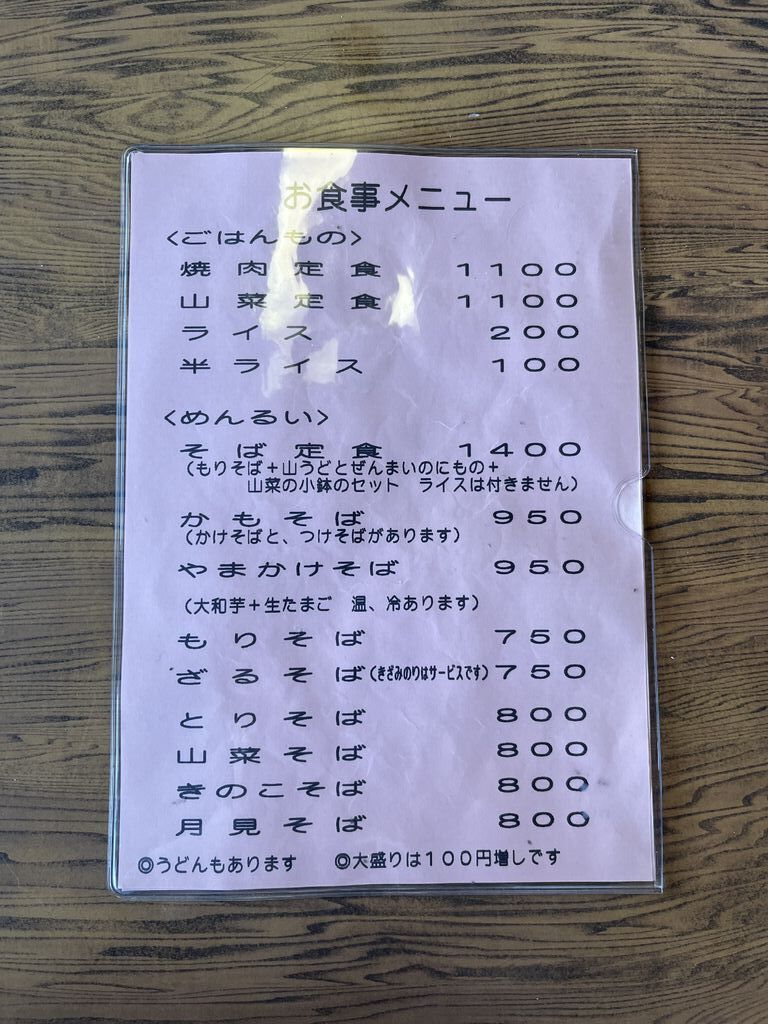 お食事メニュー
<ごはんもの>
焼肉定食 1100
山菜定食 1100
ライス 200
半ライス 100
<めんるい>
そば定食 1400
(もりそば+山うどとぜんまいのにもの+
山菜の小鉢のセット ライスは付きません)
かもそば 950
(かけそばと、つけそばがあります)
やまかけそば 950
(大和芋+生たまご 温、冷あります)
もりそば 750
ざるそば(きざみのりはサービスです) 750
とりそば 800
山菜そば 800
きのこそば 800
月見そば 800
◎うどんもあります ◎大盛りは100円増しです